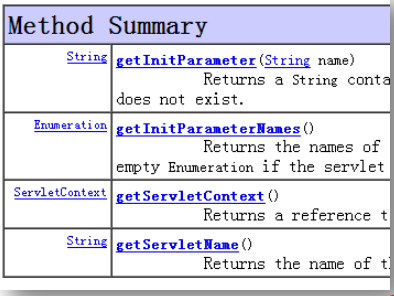 Method Summary
String getInitParameter(String name)
Returns a String
does not exist.
Enumeration getInitParameterNames()
Returns the names of
empty Enumeration if the servlet
ServletContext getServletContext()
Returns a reference
String getServletName()
Returns the name of